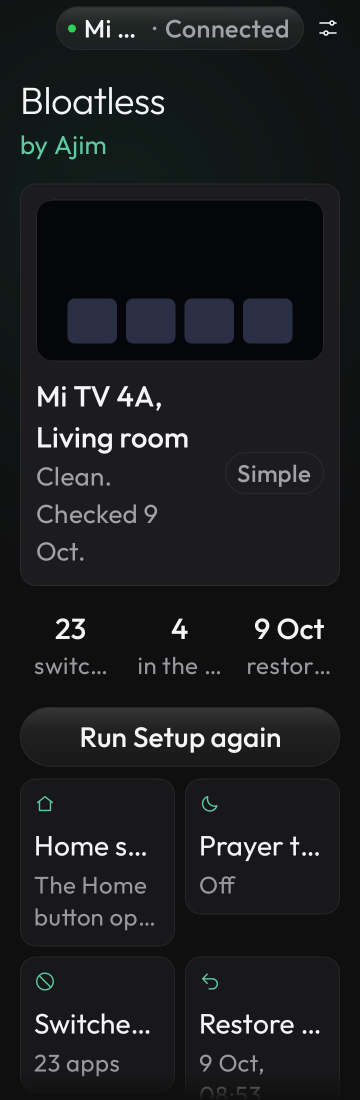 Mi ... · Connected
Bloatless
by Ajim
Mi TV 4A,
Living room
Clean.
Checked 9
Oct.
Simple
23
switc...
4
in the ...
9 Oct
restor...
Run Setup again
Home s...
The Home
button op...
Prayer t...
Off
Switche...
23 apps
Restore ...
9 Oct,
08:53